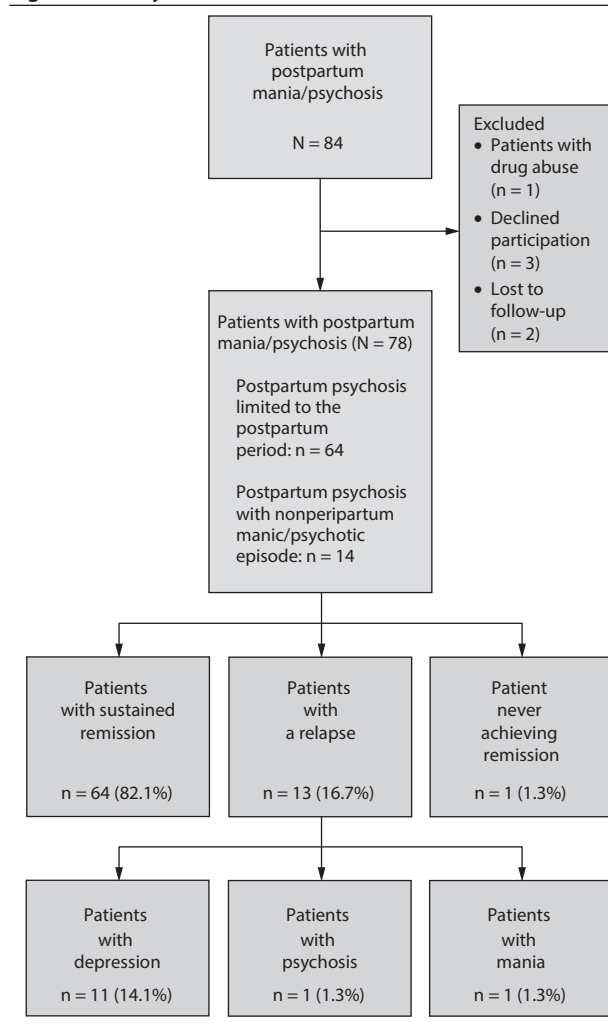 Patients with
postpartum
mania/psychosis
N = 84
Excluded
• Patients with
drug abuse
(n = 1)
• Declined
participation
(n = 3)
• Lost to
follow-up
(n = 2)
Patients with postpartum
mania/psychosis (N = 78)
Postpartum psychosis
limited to the
postpartum
period: n = 64
Postpartum psychosis
with nonperipartum
manic/psychotic
episode: n = 14
Patients
with sustained
remission
n = 64 (82.1%)
Patients
with
a relapse
n = 13 (16.7%)
Patient
never
achieving
remission
n = 1 (1.3%)
Patients
with
depression
n = 11 (14.1%)
Patients
with
psychosis
n = 1 (1.3%)
Patients
with
mania
n = 1 (1.3%)